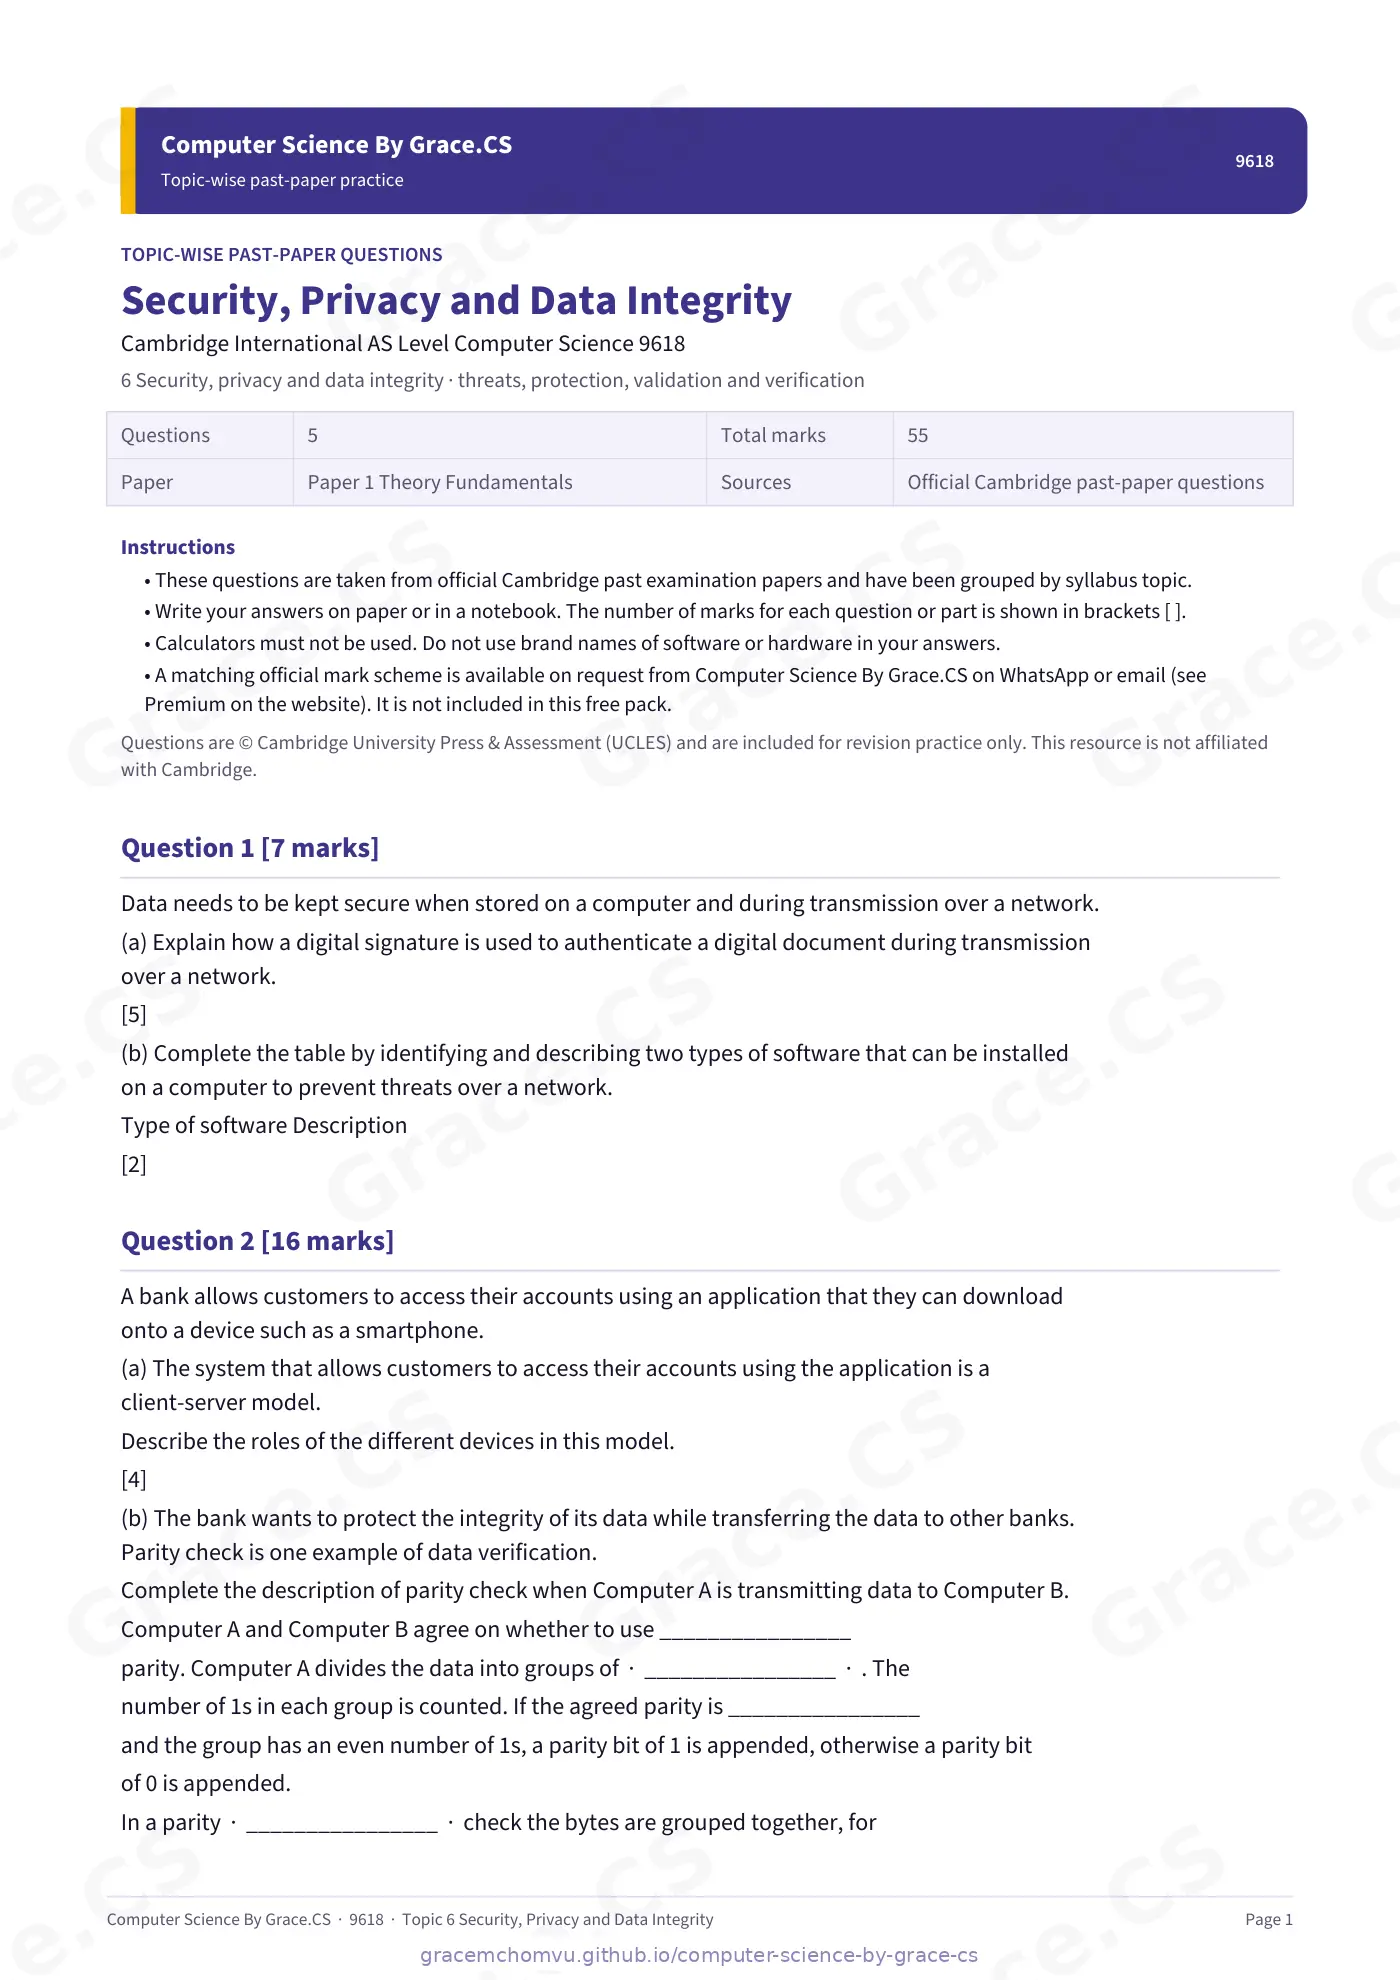 Computer Science By Grace.CS
Topic-wise past-paper practice
9618
TOPIC-WISE PAST-PAPER QUESTIONS
Security, Privacy and Data Integrity
Cambridge International AS Level Computer Science 9618
6 Security, privacy and data integrity · threats, protection, validation and verification
Questions 5 Total marks 55
Paper Paper 1 Theory Fundamentals Sources Official Cambridge past-paper questions
Instructions
• These questions are taken from official Cambridge past examination papers and have been grouped by syllabus topic.
• Write your answers on paper or in a notebook. The number of marks for each question or part is shown in brackets [ ].
• Calculators must not be used. Do not use brand names of software or hardware in your answers.
• A matching official mark scheme is available on request from Computer Science By Grace.CS on WhatsApp or email (see
Premium on the website). It is not included in this free pack.
Questions are © Cambridge University Press & Assessment (UCLES) and are included for revision practice only. This resource is not affiliated
with Cambridge.
Question 1 [7 marks]
Data needs to be kept secure when stored on a computer and during transmission over a network.
(a) Explain how a digital signature is used to authenticate a digital document during transmission
over a network.
[5]
(b) Complete the table by identifying and describing two types of software that can be installed
on a computer to prevent threats over a network.
Type of software Description
[2]
Question 2 [16 marks]
A bank allows customers to access their accounts using an application that they can download
onto a device such as a smartphone.
(a) The system that allows customers to access their accounts using the application is a
client-server model.
Describe the roles of the different devices in this model.
[4]
(b) The bank wants to protect the integrity of its data while transferring the data to other banks.
Parity check is one example of data verification.
Complete the description of parity check when Computer A is transmitting data to Computer B.
Computer A and Computer B agree on whether to use ________________
parity. Computer A divides the data into groups of · ________________ · . The
number of 1s in each group is counted. If the agreed parity is ________________
and the group has an even number of 1s, a parity bit of 1 is appended, otherwise a parity bit
of 0 is appended.
In a parity · ________________ · check the bytes are grouped together, for
Computer Science By Grace.CS · 9618 · Topic 6 Security, Privacy and Data Integrity
Page 1
gracemchomvu.github.io/computer-science-by-grace-cs